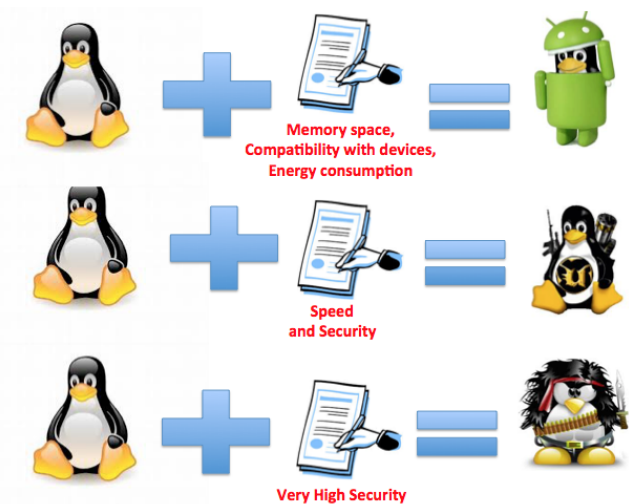 Memory space,
Compatibility with devices,
Energy consumption
Speed
and Security
Very High Security